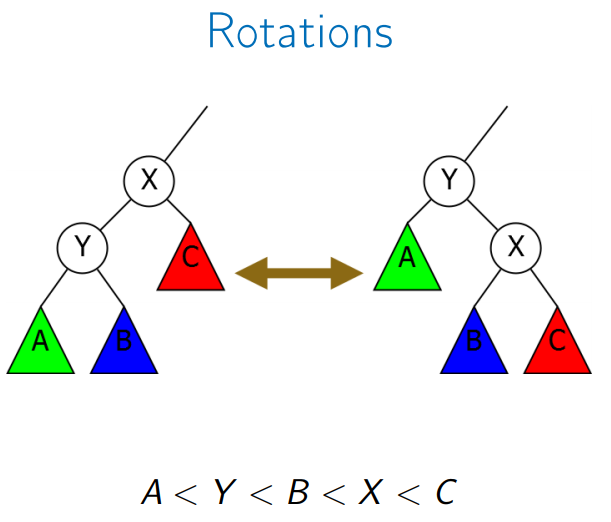 Rotations
X Y
Y C A X
A B B C
A < Y < B < X < C